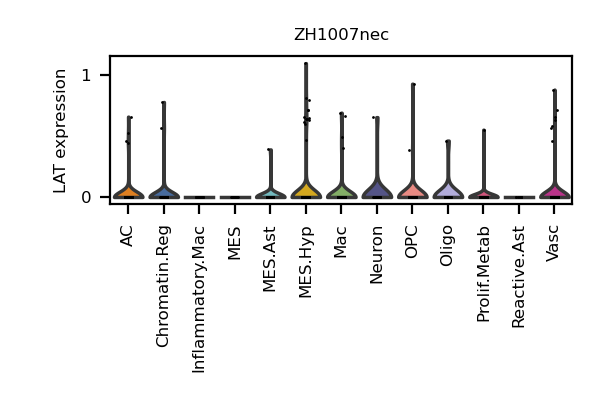 ZH1007nec
LAT expression
1
0
AC
Chromatin.Reg
Inflammatory.Mac
MES
MES.Ast
MES.Hyp
Mac
Neuron
OPC
Oligo
Prolif.Metab
Reactive.Ast
Vasc